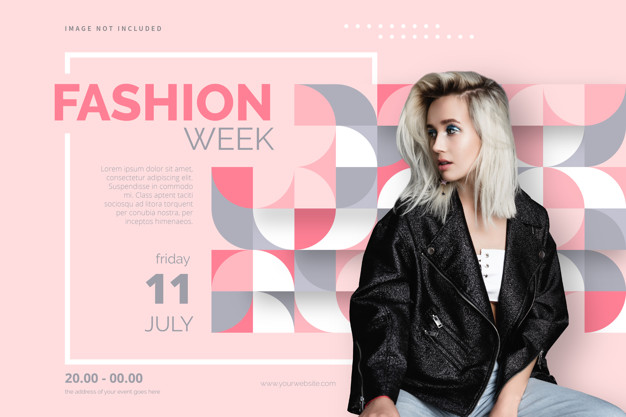 IMAGE NOT INCLUDED
FASHION
WEEK
Lorem ipsum dolor sit amet,
consectetur adipiscing elit.
Suspendisse in commodo
mi. Class aptent taciti
sociosqu ad litora torquent
per conubia nostra, per
inceptos himenaeos.
friday
11
JULY
20.00 - 00.00
the address of your event goes here
www.yourwebsite.com